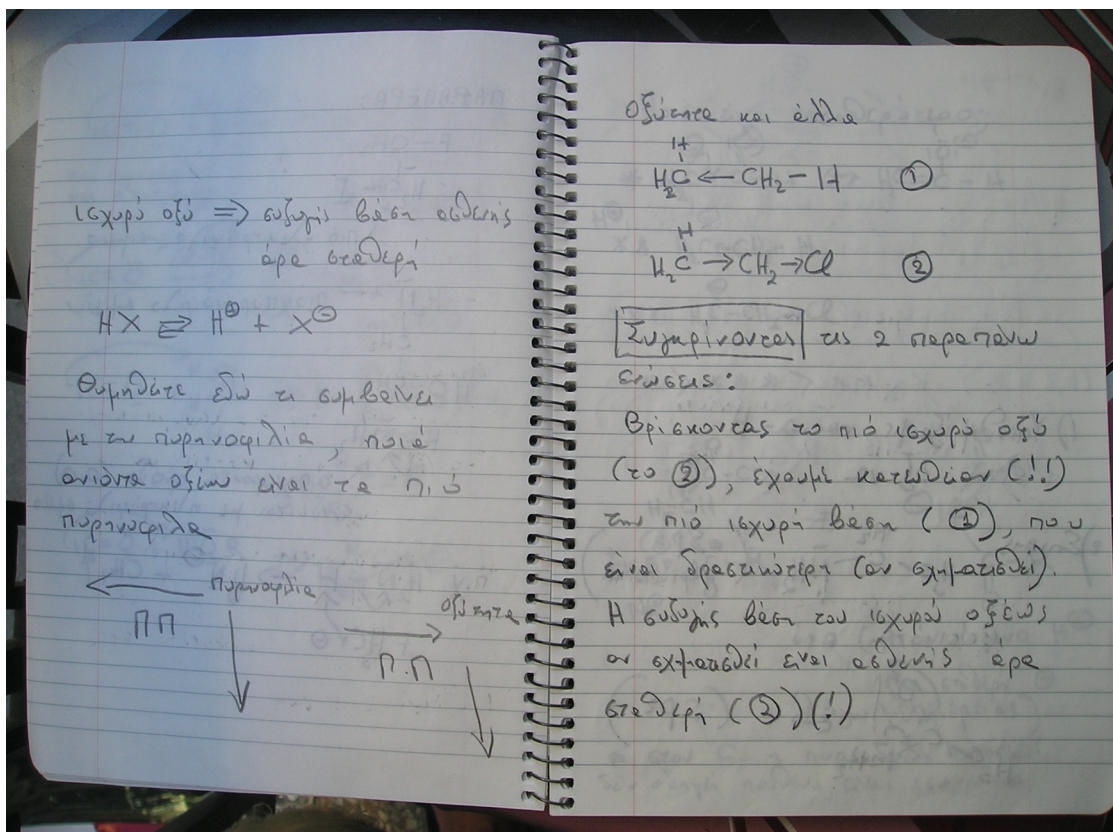 ισχυρό οξύ => συζυγής βάση ασθενής
άρα σταθερή
HX ⇌ H⊕ + X⊖
Θυμηθείτε εδώ τι συμβαίνει
με την πυρηνοφιλία, ποιά
ανιόντα οξέων είναι τα π,ιό
πυρηνόφιλα
← πυρηνοφιλία
ΠΠ ↓
οξύτητα
→
Π.Π ↓
οξύτητα και άλλα
H
H₂C ← CH₂ – H ①
H
H₂C → CH₂ → Cl ②
Συγκρίνοντας τις 2 παραπάνω
ενώσεις:
Βρίσκοντας το πιό ισχυρό οξύ
(το ②), έχουμε κατευθείαν (!!)
την πιό ισχυρή βάση (①), που
είναι δραστικότερη (αν σχηματισθεί).
Η συζυγής βάση του ισχυρού οξέως
αν σχηματισθεί είναι ασθενής άρα
σταθερή (②)(!)